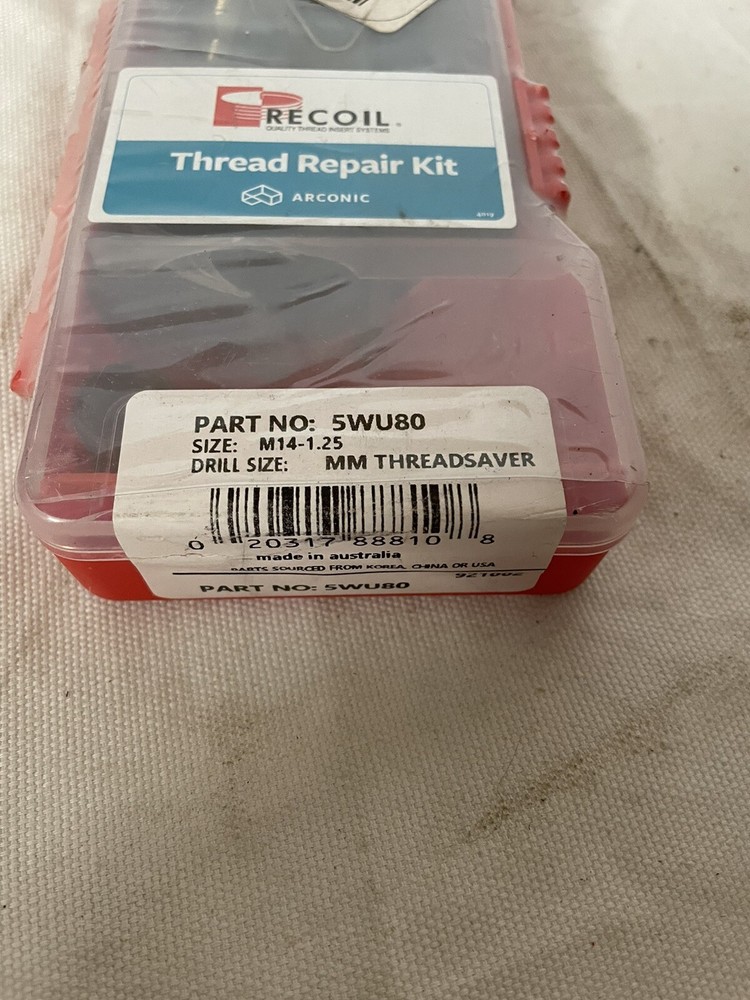 RECOIL
QUALITY THREAD INSERT SYSTEMS
Thread Repair Kit
ARCONIC
PART NO: 5WU80
SIZE: M14-1.25
DRILL SIZE: MM THREADSAVER
0 20317 88810 8
made in australia
PARTS SOURCED FROM KOREA, CHINA OR USA
PART NO: 5WU80